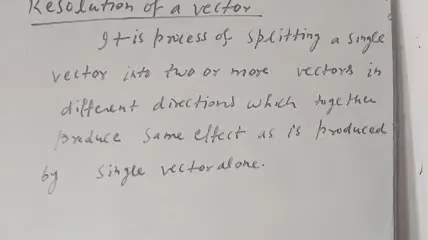 Resolution of a vector
It is process of splitting a single
vector into two or more vectors in
different directions which together
produce same effect as is produced
by single vector alone.